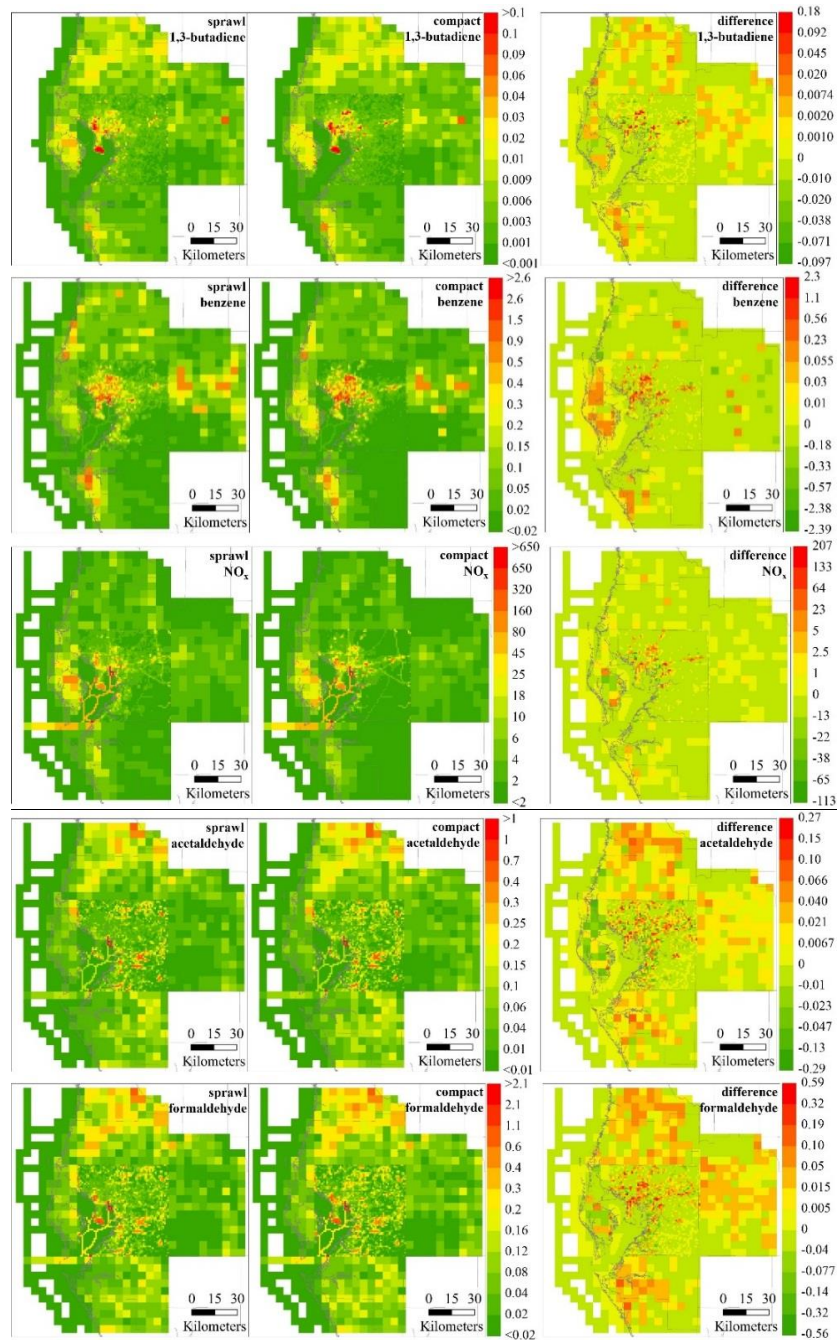 sprawl
1,3-butadiene
0 15 30
Kilometers
compact
1,3-butadiene
0 15 30
Kilometers
>0.1
0.1
0.09
0.06
0.04
0.03
0.02
0.01
0.009
0.006
0.003
0.001
<0.001
difference
1,3-butadiene
0 15 30
Kilometers
0.18
0.092
0.045
0.020
0.0074
0.0020
0.0010
0
-0.010
-0.020
-0.038
-0.071
-0.097
sprawl
benzene
0 15 30
Kilometers
compact
benzene
0 15 30
Kilometers
>2.6
2.6
1.5
0.9
0.5
0.4
0.3
0.2
0.15
0.1
0.05
0.02
<0.02
difference
benzene
0 15 30
Kilometers
2.3
1.1
0.56
0.23
0.055
0.03
0.01
0
-0.18
-0.33
-0.57
-2.38
-2.39
sprawl
NOx
0 15 30
Kilometers
compact
NOx
0 15 30
Kilometers
>650
650
320
160
80
45
25
18
10
6
4
2
<2
difference
NOx
0 15 30
Kilometers
207
133
64
23
5
2.5
1
0
-13
-22
-38
-65
-113
sprawl
acetaldehyde
0 15 30
Kilometers
compact
acetaldehyde
0 15 30
Kilometers
>1
1
0.7
0.4
0.3
0.2
0.15
0.1
0.06
0.04
0.01
<0.01
difference
acetaldehyde
0 15 30
Kilometers
0.27
0.15
0.10
0.066
0.040
0.021
0.0067
0
-0.01
-0.023
-0.047
-0.13
-0.29
sprawl
formaldehyde
0 15 30
Kilometers
compact
formaldehyde
0 15 30
Kilometers
>2.1
2.1
1.1
0.6
0.4
0.3
0.2
0.16
0.12
0.08
0.04
0.02
<0.02
difference
formaldehyde
0 15 30
Kilometers
0.59
0.32
0.19
0.10
0.052
0.015
0.005
0
-0.04
-0.077
-0.14
-0.32
-0.56